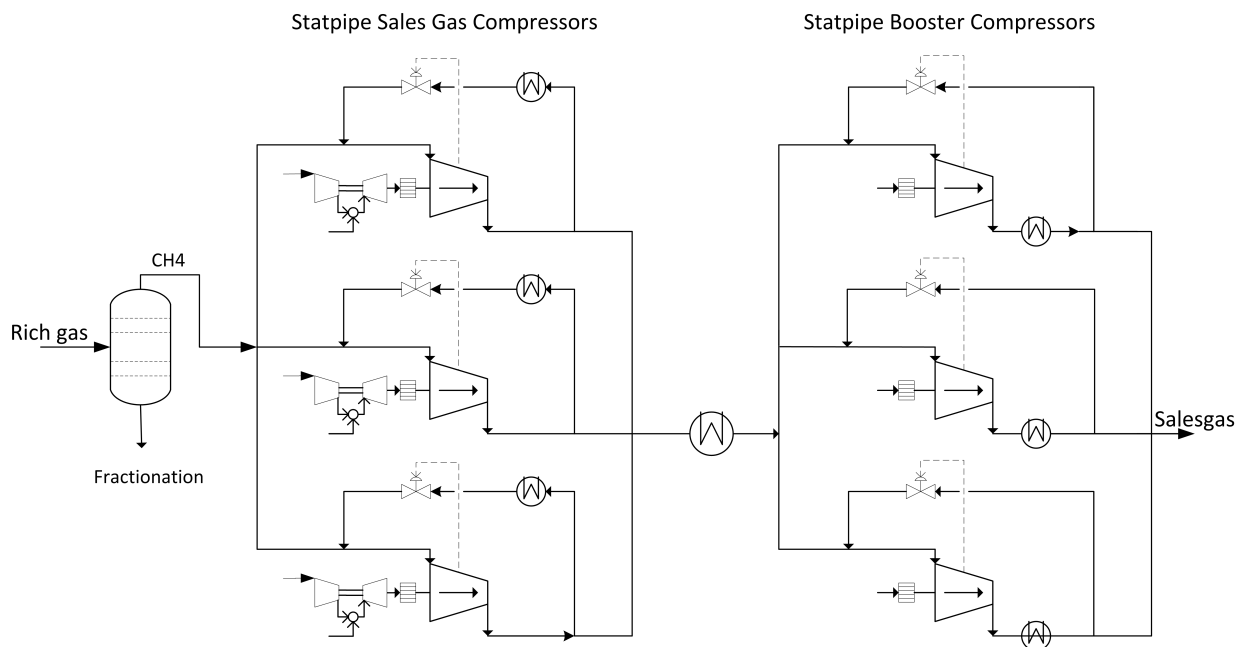 Statpipe Sales Gas Compressors
Statpipe Booster Compressors
CH4
Rich gas
Salesgas
Fractionation